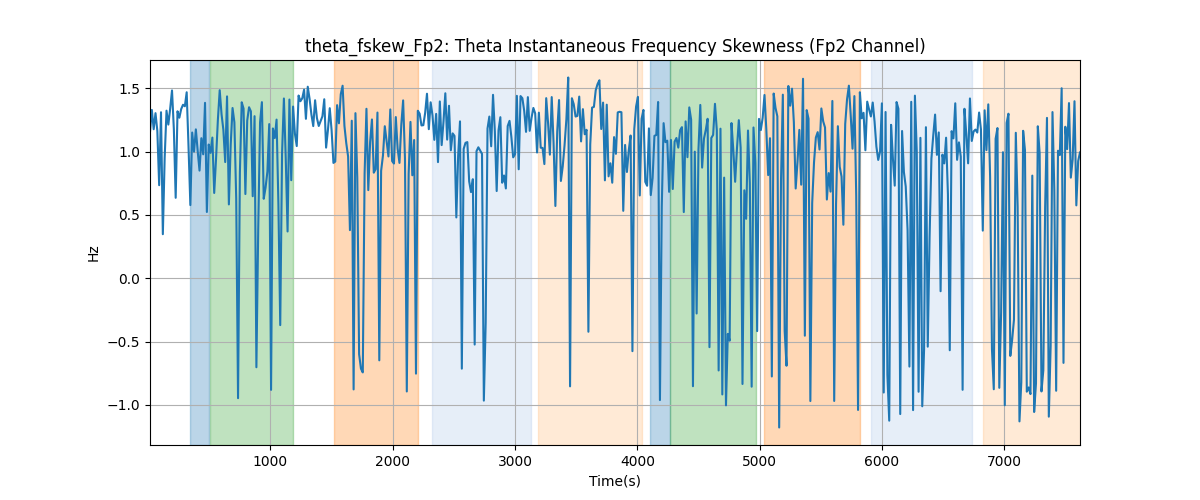 theta_fskew_Fp2: Theta Instantaneous Frequency Skewness (Fp2 Channel)
1.5
1.0
0.5
0.0
−0.5
−1.0
Hz
1000 2000 3000 4000 5000 6000 7000
Time(s)